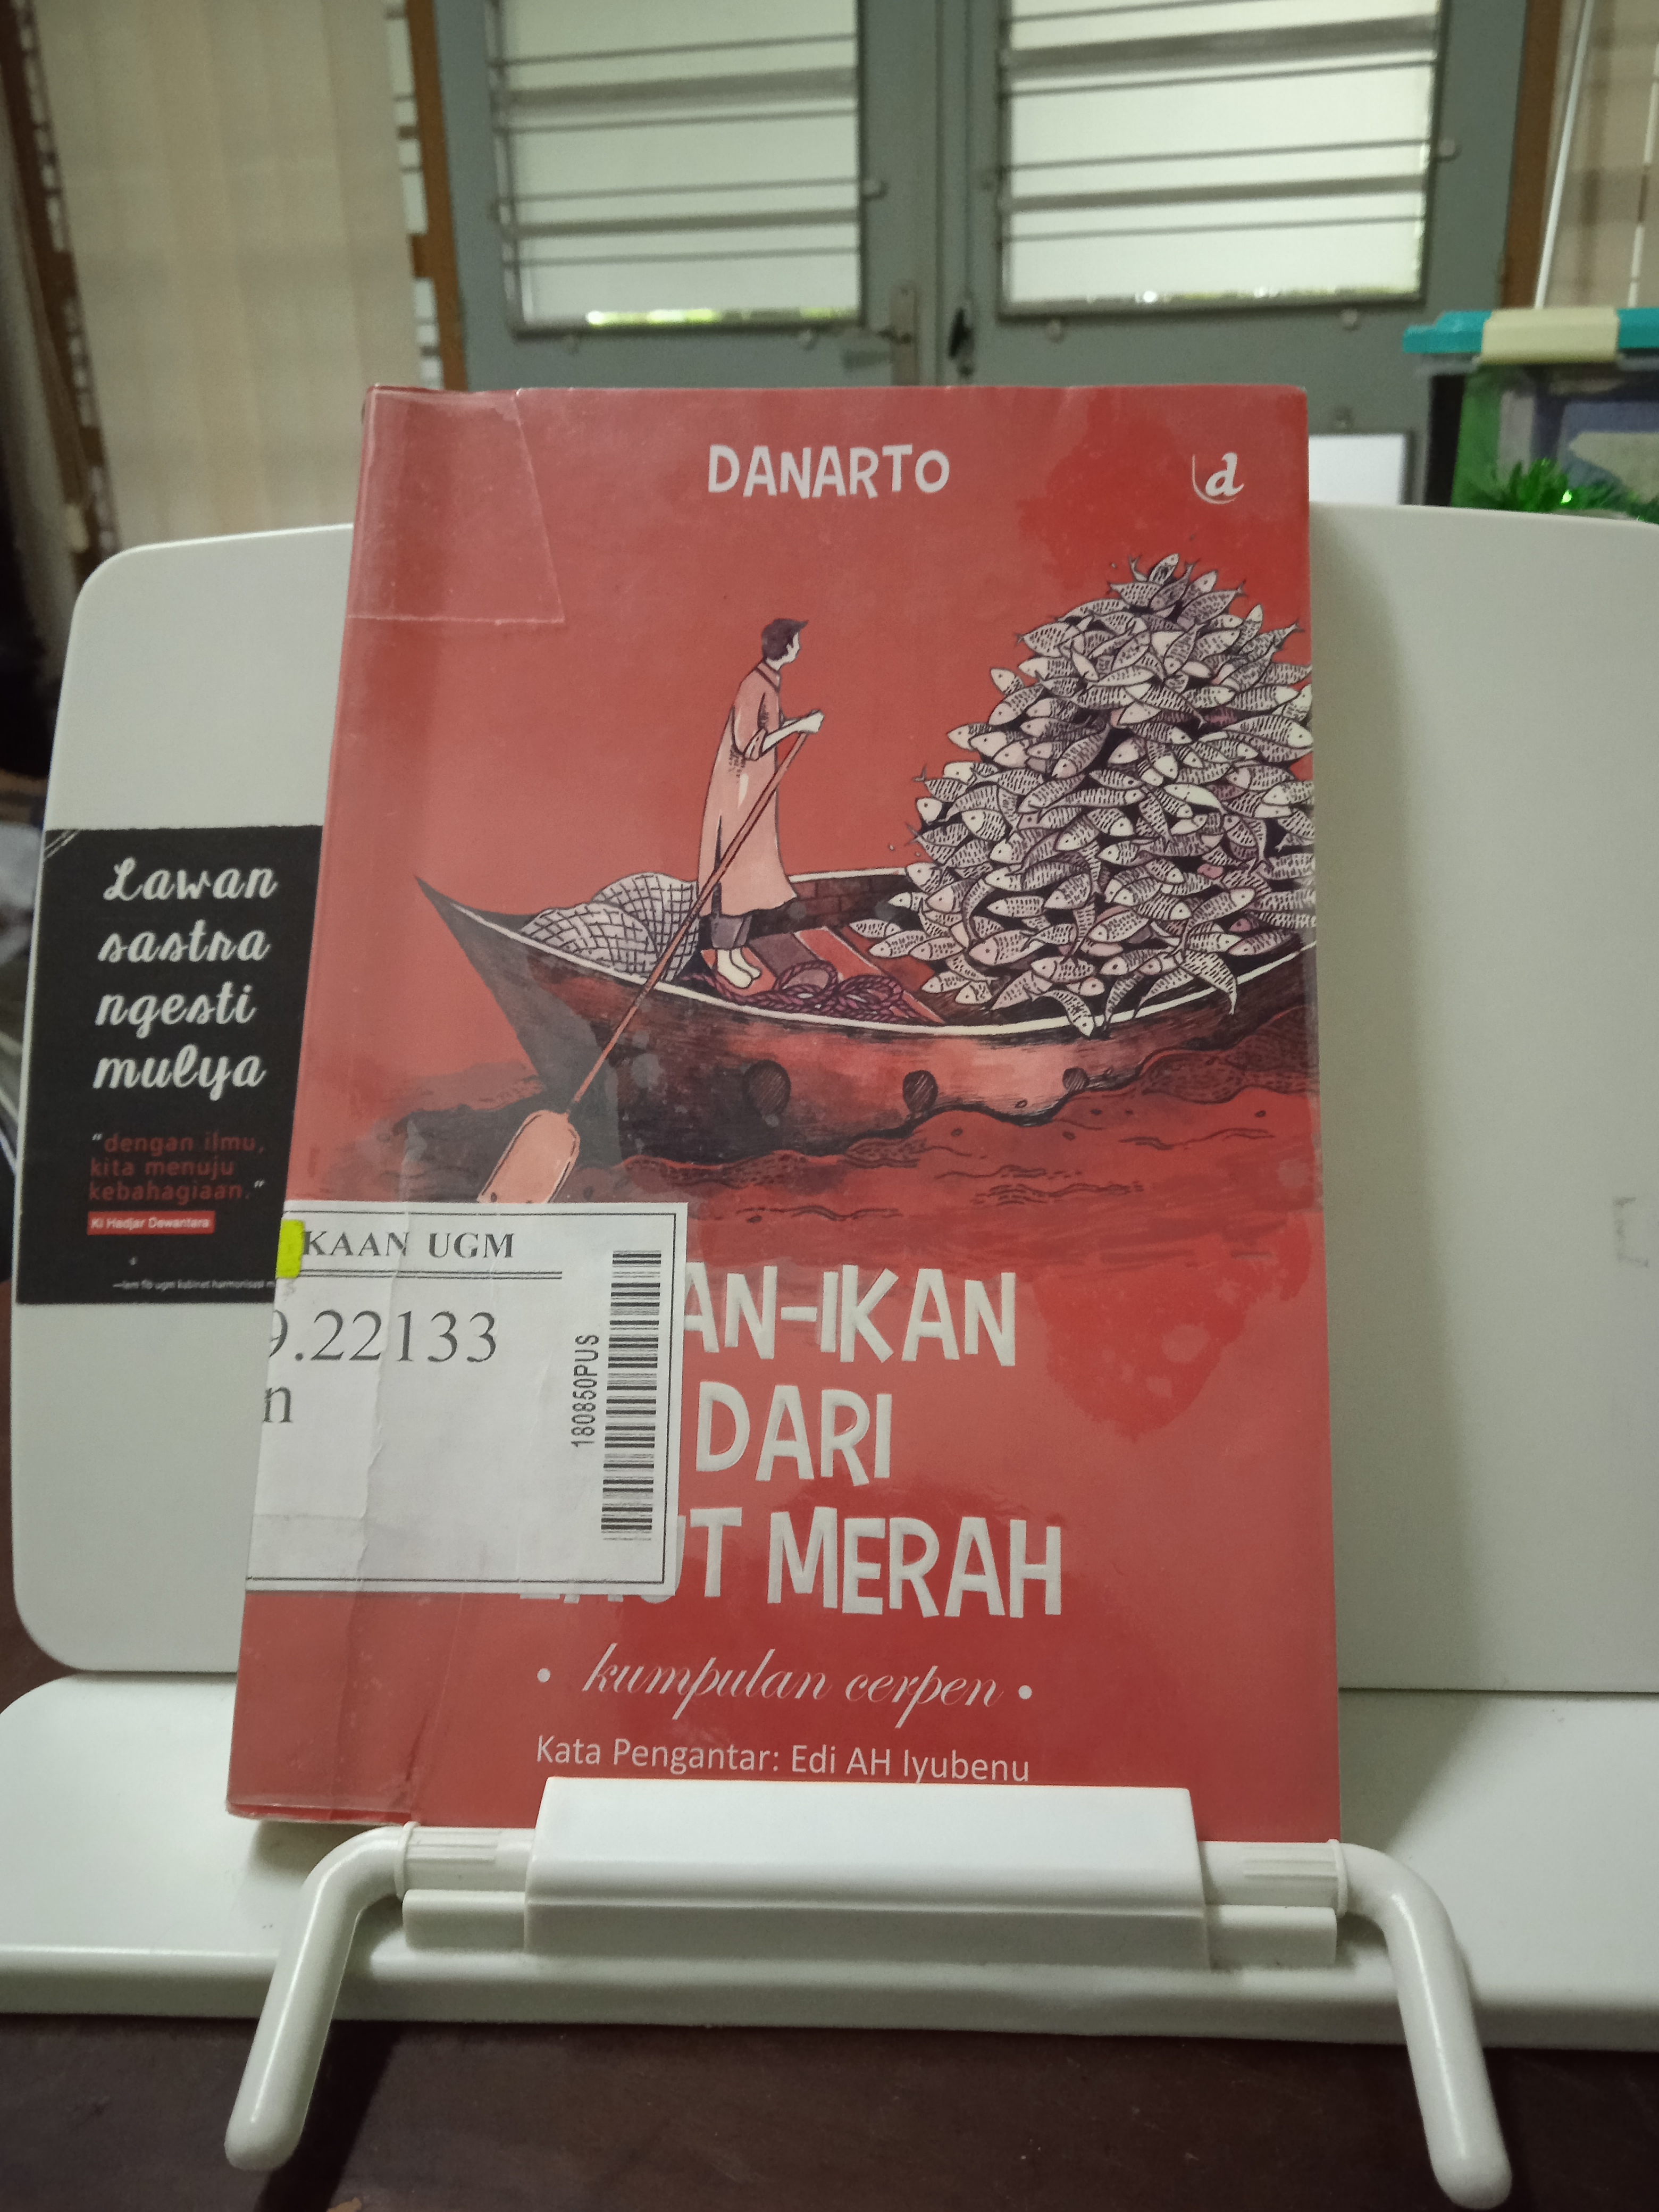 DANARTO
d
Lawan
sastra
ngesti
mulya
"dengan ilmu,
kita menuju
kebahagiaan."
Ki Hadjar Dewantara
KAAN UGM
9.22133
n
180850PUS
AN-IKAN
DARI
LAUT MERAH
• kumpulan cerpen •
Kata Pengantar: Edi AH Iyubenu